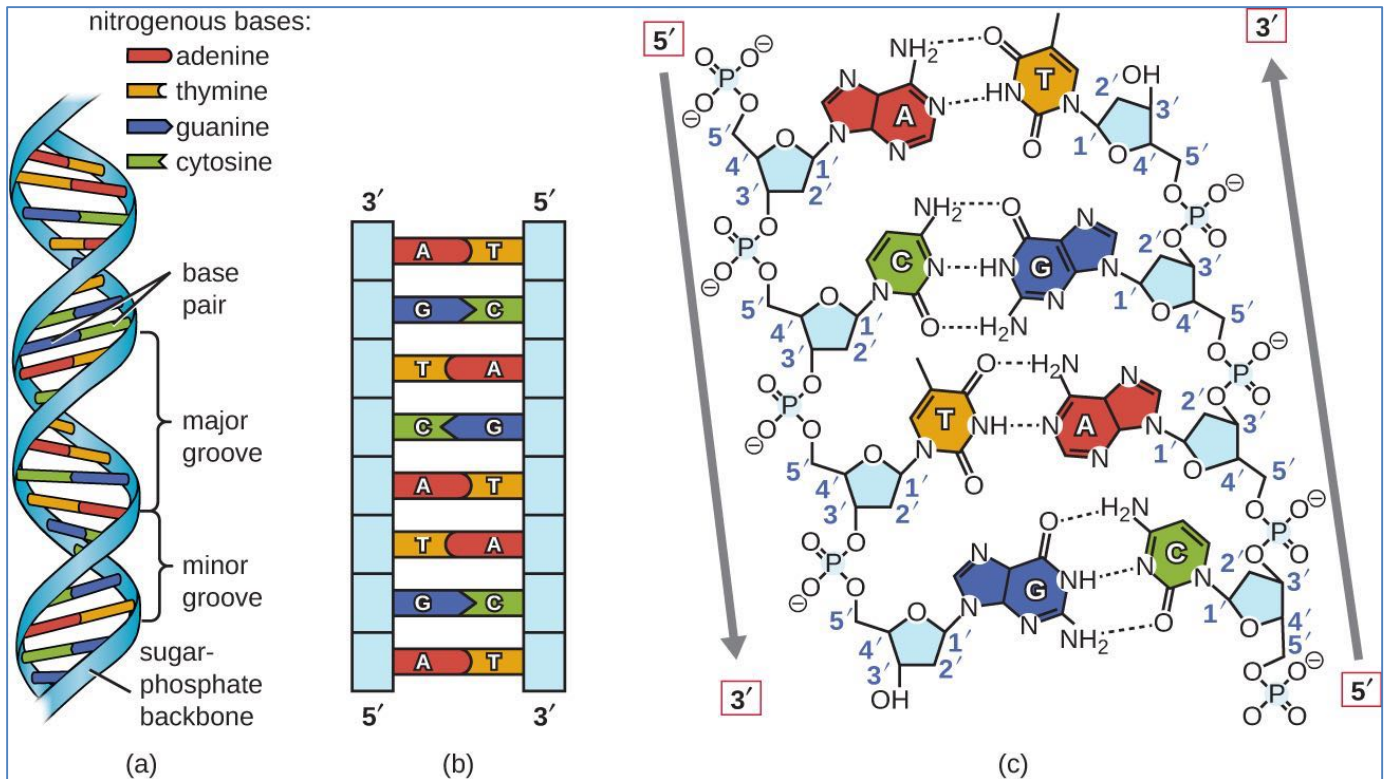 nitrogenous bases:
adenine
thymine
guanine
cytosine
base
pair
major
groove
minor
groove
sugar-
phosphate
backbone
(a)
3′ 5′
A T
G C
T A
C G
A T
T A
G C
A T
5′ 3′
(b)
5′ 3′
O P O⊖ ⊖O O 5′ 4′ O 1′ 3′ 2′
NH₂ N N A N N
O T HN N O
OH 2′ 3′ 1′ O 4′ 5′
O P O ⊖O O 5′ 4′ O 1′ 3′ 2′
NH₂ C N N O
O N HN G N N H₂N
O P O⊖ O O 2′ 3′ 1′ O 4′ 5′
O P O ⊖O O 5′ 4′ O 1′ 3′ 2′
O T NH N O
H₂N N A N N N
O P O⊖ O O 2′ 3′ 1′ O 4′ 5′
O P O ⊖O O 5′ 4′ O 1′ 3′ 2′ OH
O N NH G N N NH₂
H₂N C N N O
O P O⊖ O O 2′ 3′ 1′ O 4′ 5′
O P O⊖ O O
3′ 5′
(c)